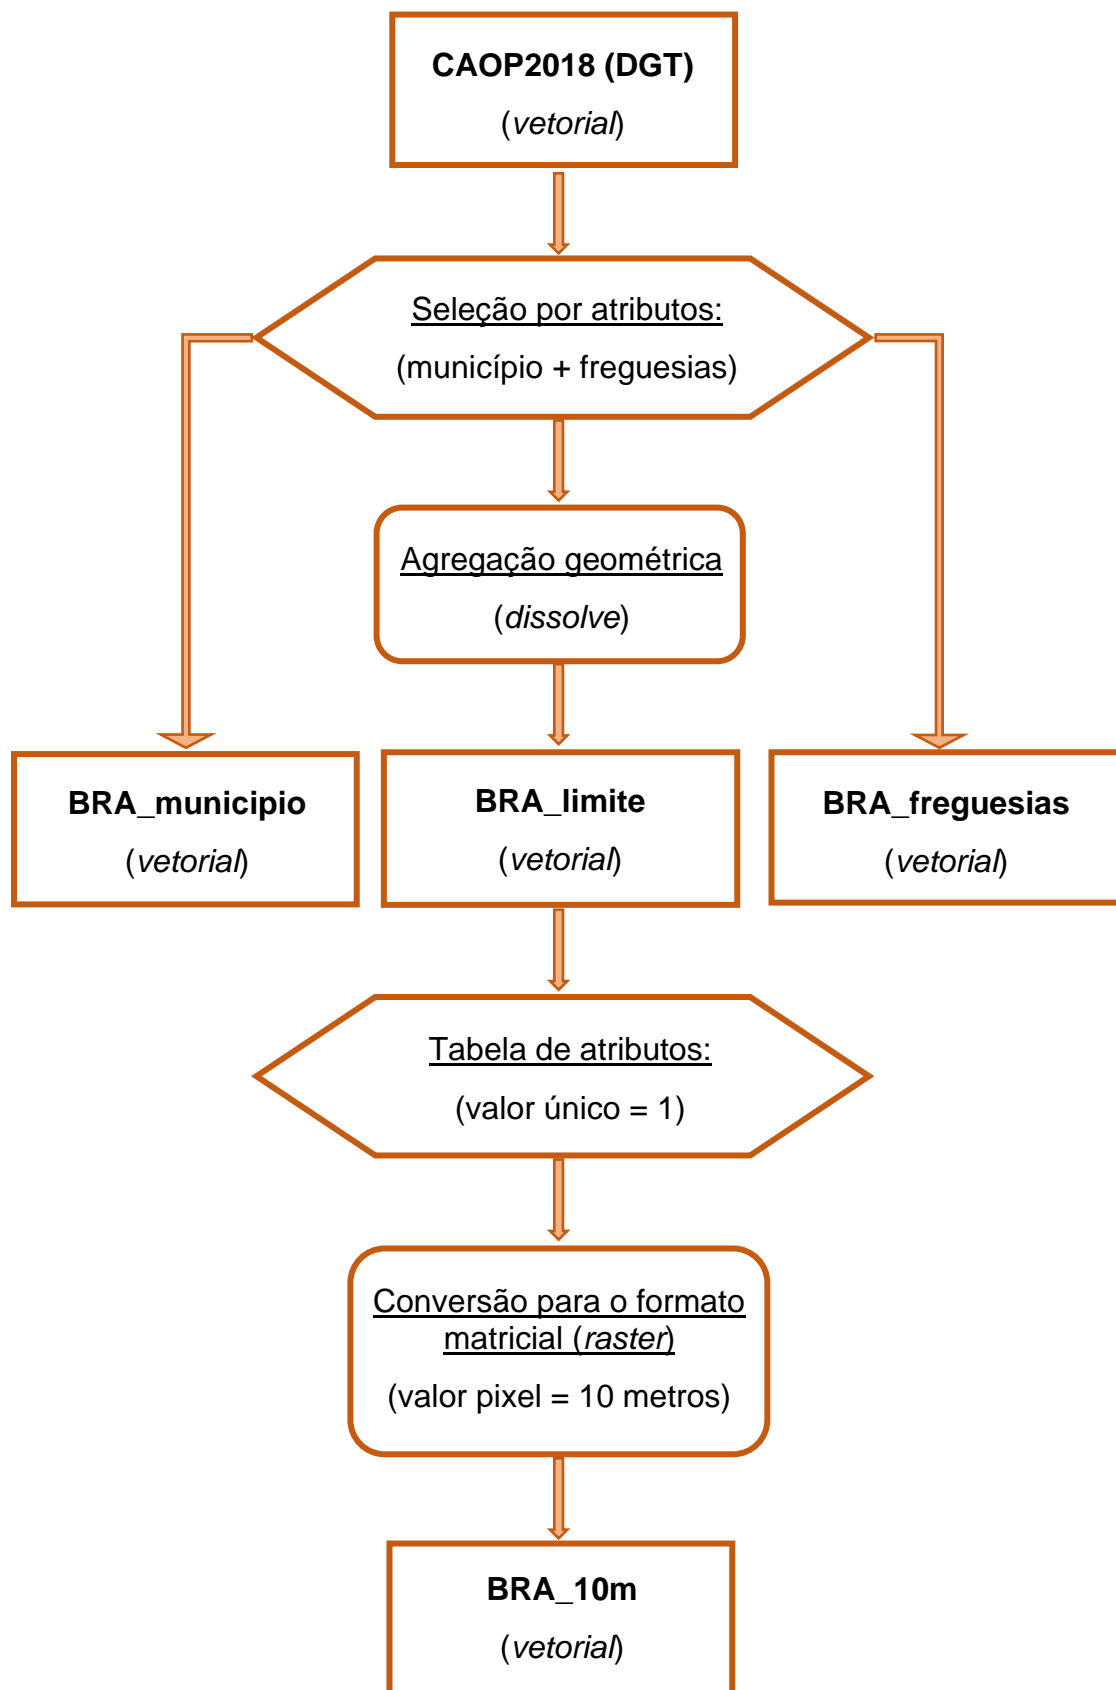 CAOP2018 (DGT)
(vetorial)
Seleção por atributos:
(município + freguesias)
Agregação geométrica
(dissolve)
BRA_municipio
(vetorial)
BRA_limite
(vetorial)
BRA_freguesias
(vetorial)
Tabela de atributos:
(valor único = 1)
Conversão para o formato
matricial (raster)
(valor pixel = 10 metros)
BRA_10m
(vetorial)